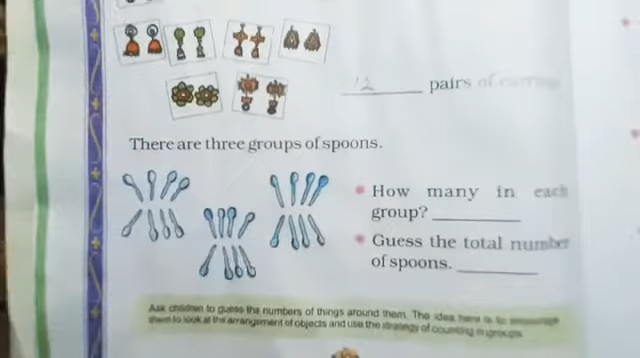 12 pairs of earrings
There are three groups of spoons.
How many in each
group?
Guess the total number
of spoons.
Ask children to guess the numbers of things around them. The idea here is to encourage
them to look at the arrangement of objects and use the strategy of counting in groups.